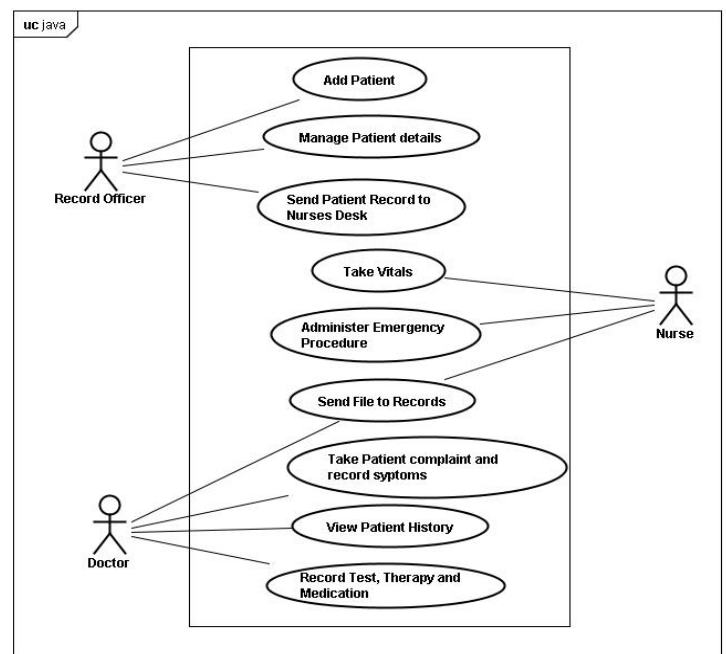 uc java
Add Patient
Manage Patient details
Record Officer
Send Patient Record to
Nurses Desk
Take Vitals
Administer Emergency
Procedure
Nurse
Send File to Records
Take Patient complaint and
record syptoms
View Patient History
Doctor
Record Test, Therapy and
Medication